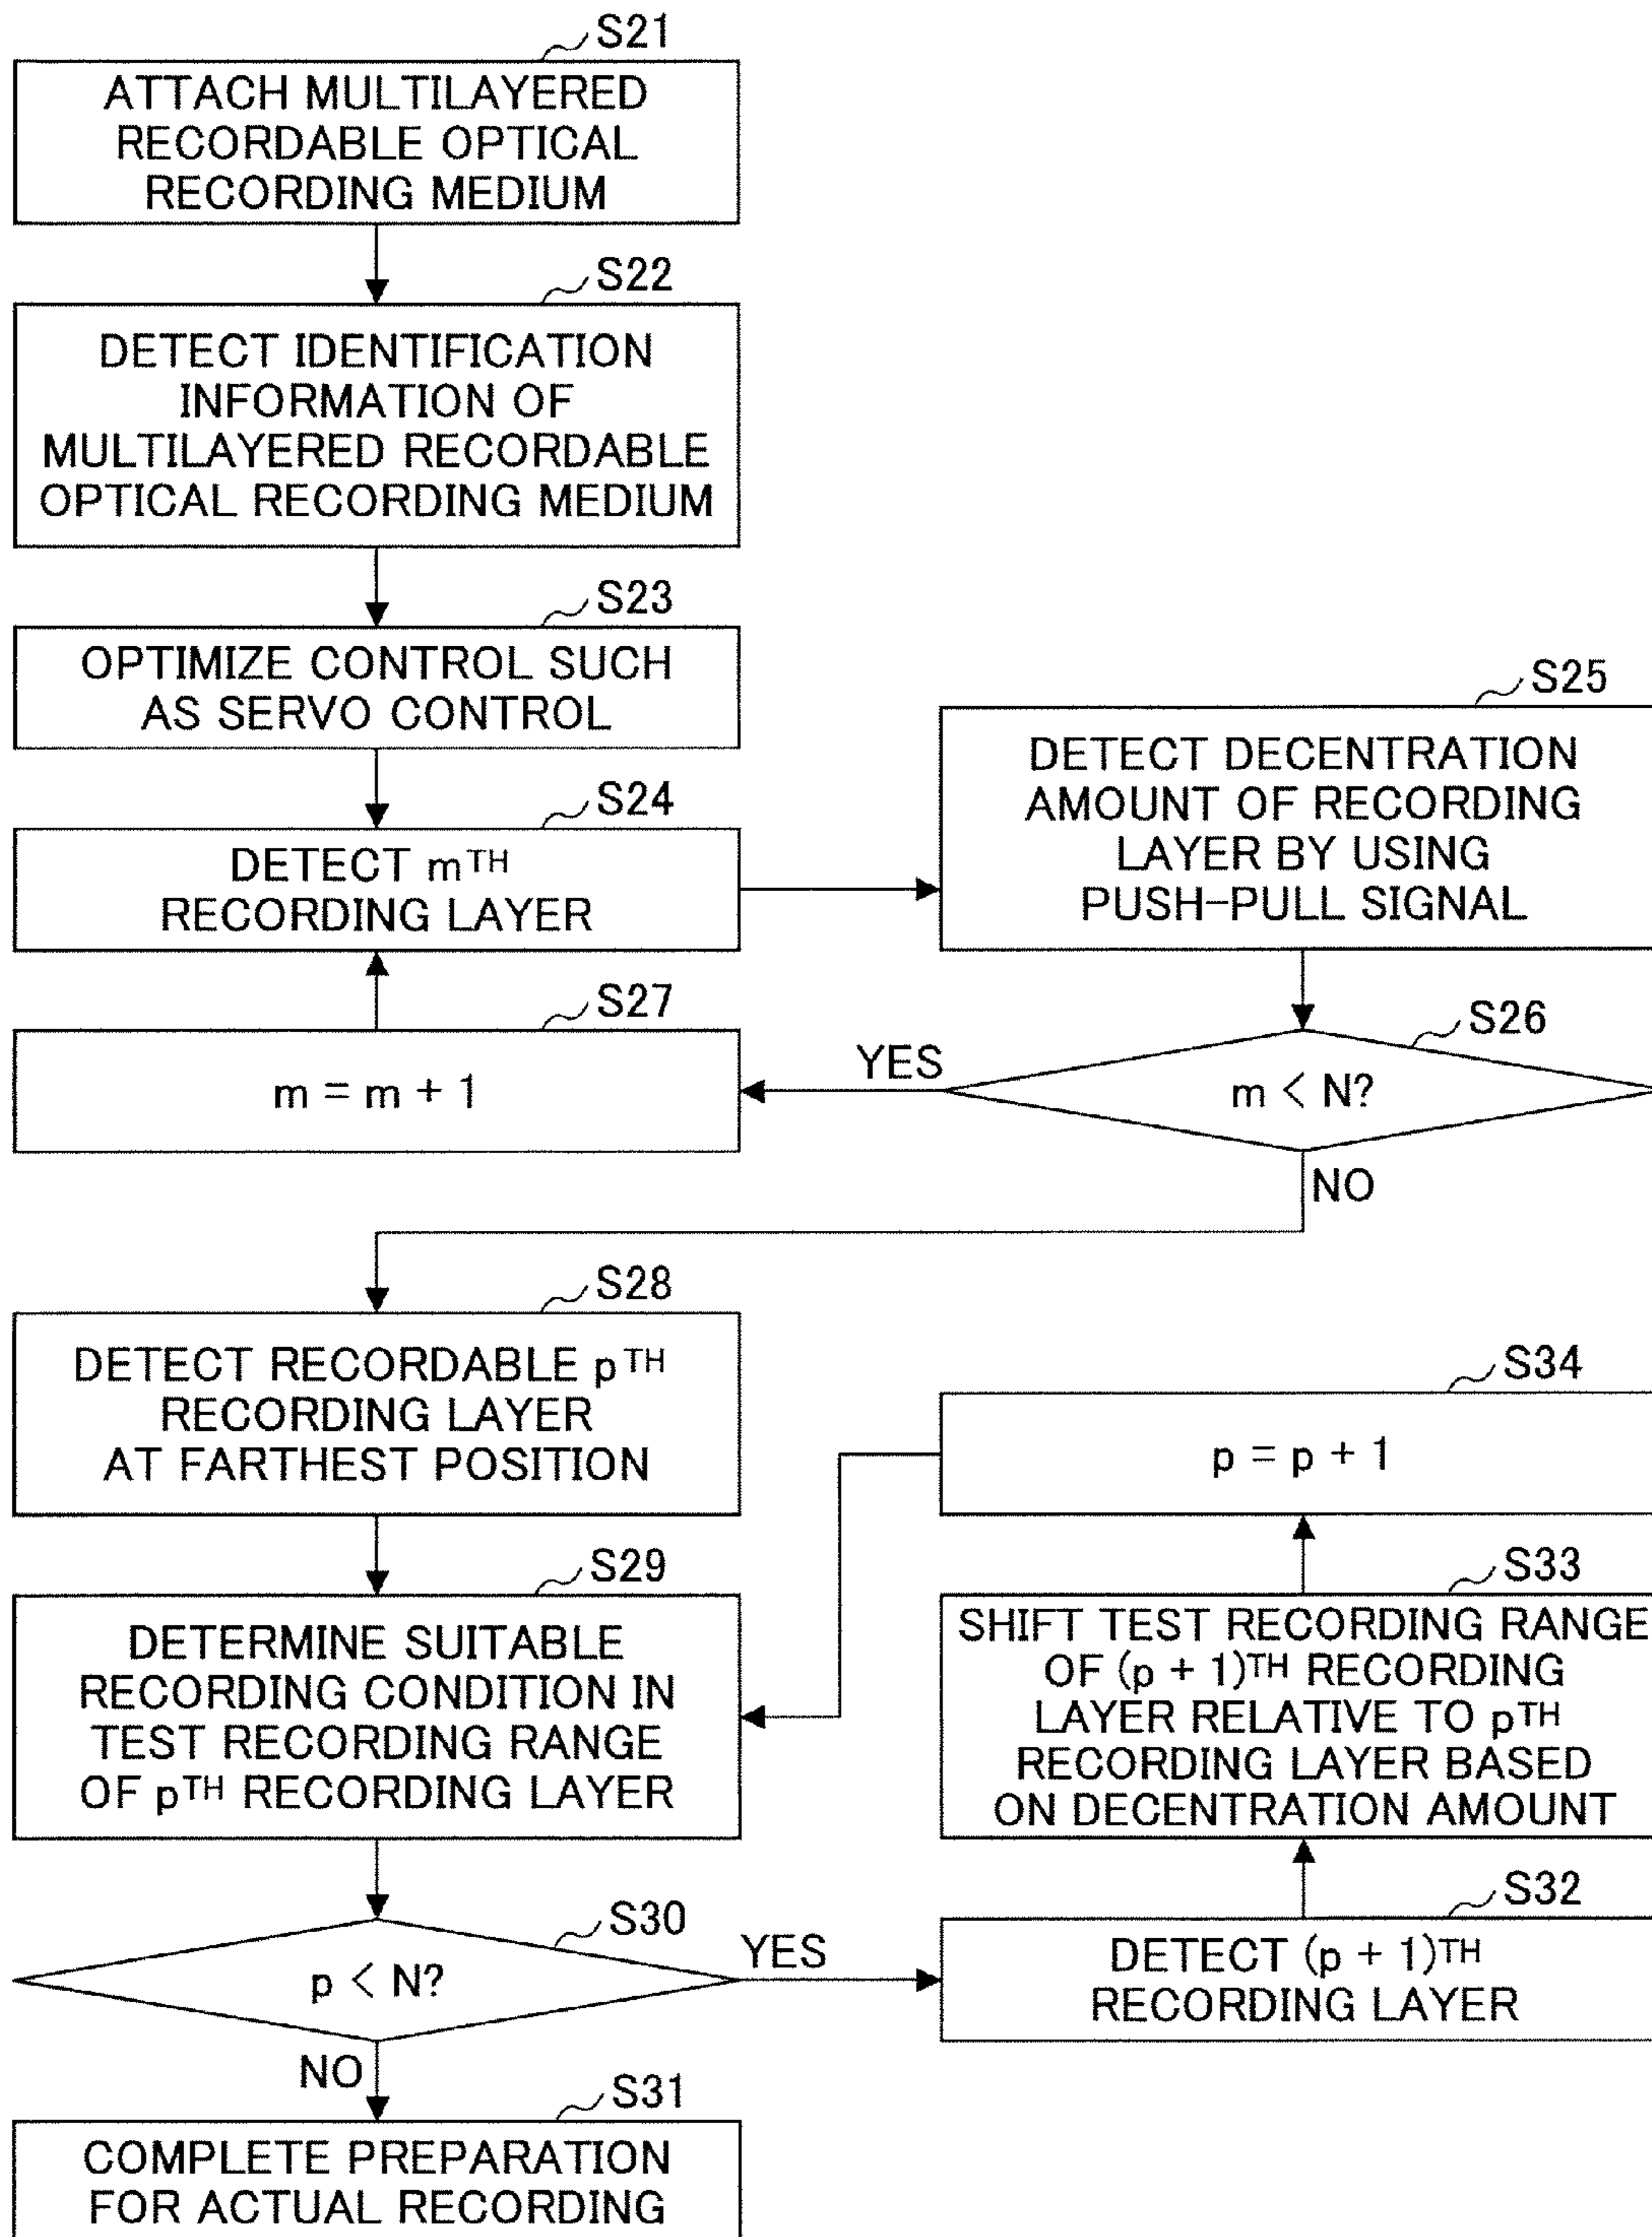 S21
ATTACH MULTILAYERED
RECORDABLE OPTICAL
RECORDING MEDIUM
S22
DETECT IDENTIFICATION
INFORMATION OF
MULTILAYERED RECORDABLE
OPTICAL RECORDING MEDIUM
S23
OPTIMIZE CONTROL SUCH
AS SERVO CONTROL
S24
DETECT mTH
RECORDING LAYER
S25
DETECT DECENTRATION
AMOUNT OF RECORDING
LAYER BY USING
PUSH-PULL SIGNAL
S26
m < N?
YES
NO
S27
m = m + 1
S28
DETECT RECORDABLE pTH
RECORDING LAYER
AT FARTHEST POSITION
S29
DETERMINE SUITABLE
RECORDING CONDITION IN
TEST RECORDING RANGE
OF pTH RECORDING LAYER
S30
p < N?
YES
NO
S31
COMPLETE PREPARATION
FOR ACTUAL RECORDING
S32
DETECT (p + 1)TH
RECORDING LAYER
S33
SHIFT TEST RECORDING RANGE
OF (p + 1)TH RECORDING
LAYER RELATIVE TO pTH
RECORDING LAYER BASED
ON DECENTRATION AMOUNT
S34
p = p + 1